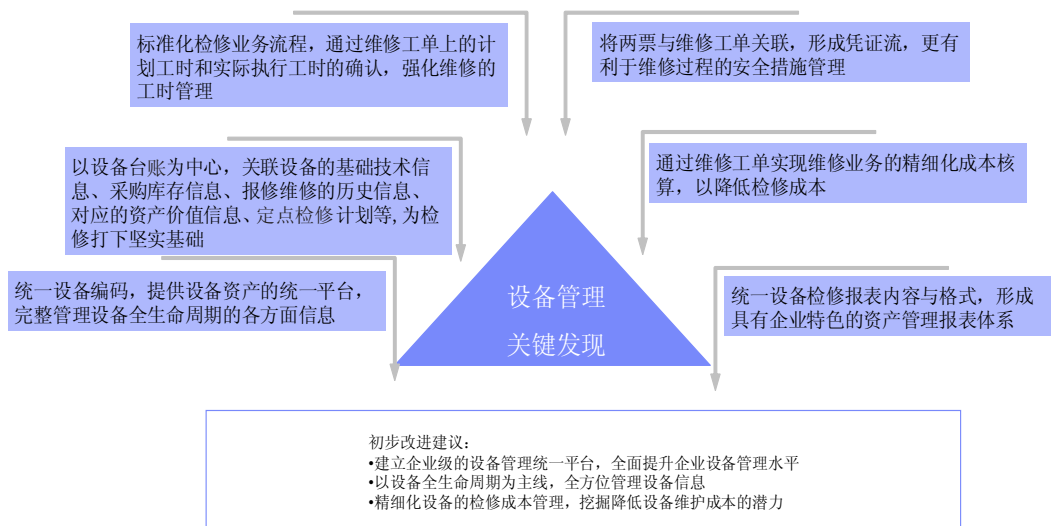 标准化检修业务流程，通过维修工单上的计
划工时和实际执行工时的确认，强化维修的
工时管理
将两票与维修工单关联，形成凭证流，更有
利于维修过程的安全措施管理
以设备台账为中心，关联设备的基础技术信
息、采购库存信息、报修维修的历史信息、
对应的资产价值信息、定点检修计划等,为检
修打下坚实基础
通过维修工单实现维修业务的精细化成本核
算，以降低检修成本
统一设备编码，提供设备资产的统一平台，
完整管理设备全生命周期的各方面信息
统一设备检修报表内容与格式，形成
具有企业特色的资产管理报表体系
设备管理
关键发现
初步改进建议：
•建立企业级的设备管理统一平台，全面提升企业设备管理水平
•以设备全生命周期为主线，全方位管理设备信息
•精细化设备的检修成本管理，挖掘降低设备维护成本的潜力